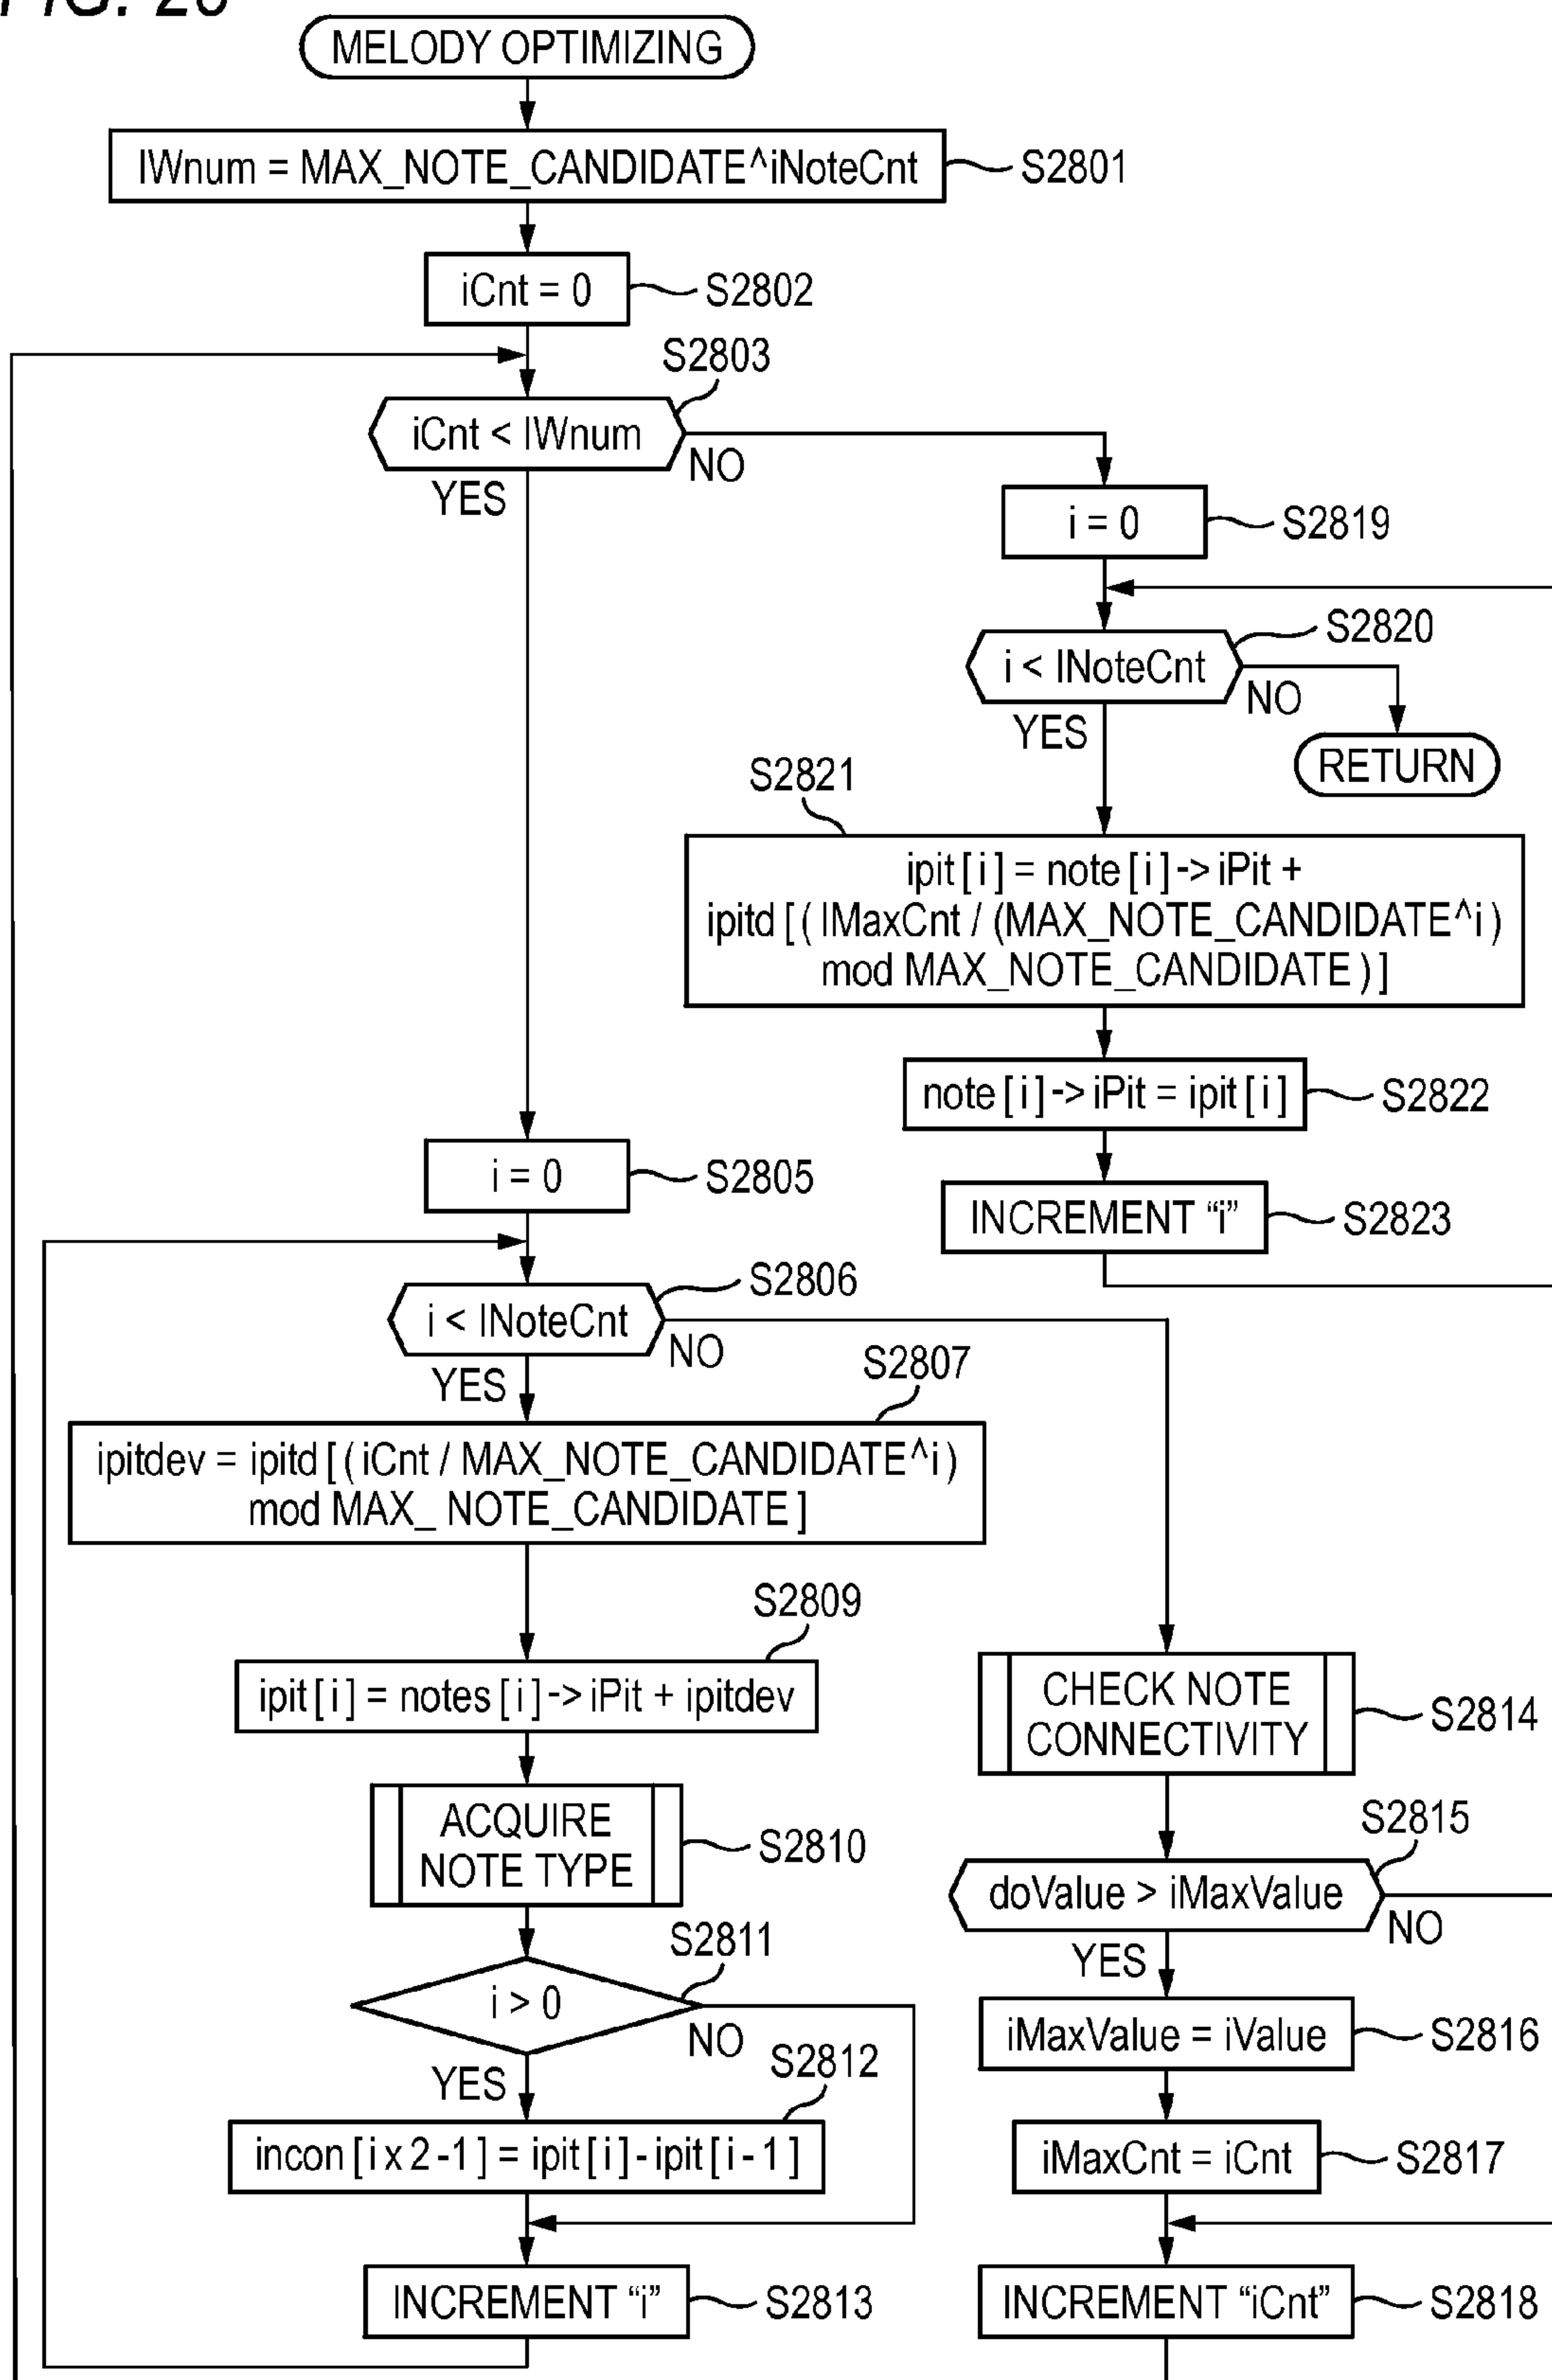 MELODY OPTIMIZING
IWnum = MAX_NOTE_CANDIDATE^iNoteCnt
S2801
iCnt = 0
S2802
S2803
iCnt < IWnum
NO
YES
i = 0
S2819
S2820
i < INoteCnt
NO
YES
RETURN
S2821
ipit [ i ] = note [ i ] -> iPit +
ipitd [ ( IMaxCnt / (MAX_NOTE_CANDIDATE^i )
mod MAX_NOTE_CANDIDATE ) ]
note [ i ] -> iPit = ipit [ i ]
S2822
INCREMENT “i”
S2823
i = 0
S2805
S2806
i < INoteCnt
NO
YES
S2807
ipitdev = ipitd [ ( iCnt / MAX_NOTE_CANDIDATE^i )
mod MAX_ NOTE_CANDIDATE ]
S2809
ipit [ i ] = notes [ i ] -> iPit + ipitdev
ACQUIRE
NOTE TYPE
S2810
S2811
i > 0
NO
YES
S2812
incon [ i x 2 -1 ] = ipit [ i ] - ipit [ i - 1 ]
INCREMENT “i”
S2813
CHECK NOTE
CONNECTIVITY
S2814
S2815
doValue > iMaxValue
NO
YES
iMaxValue = iValue
S2816
iMaxCnt = iCnt
S2817
INCREMENT “iCnt”
S2818